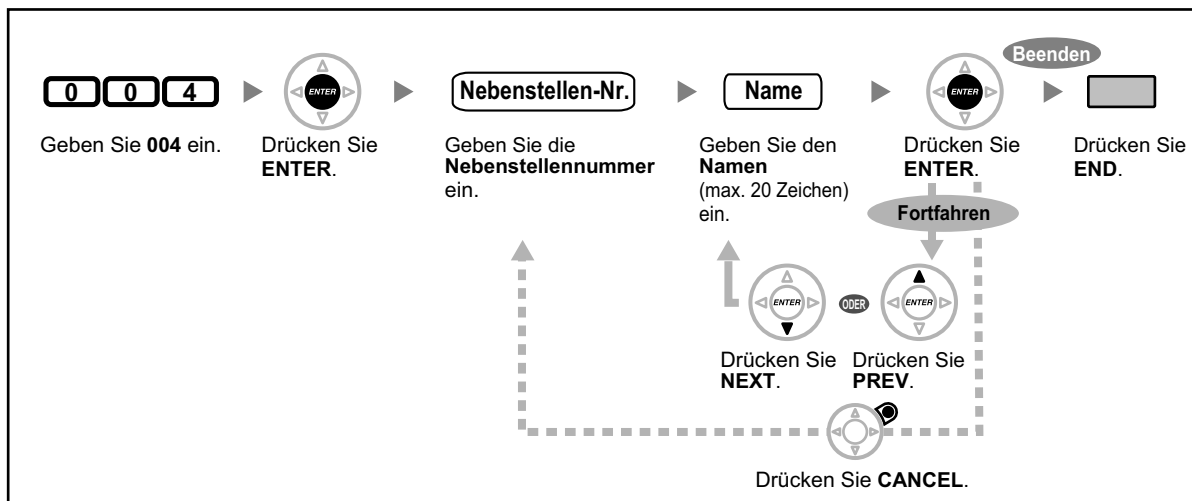 Beenden
0 0 4
ENTER
Nebenstellen-Nr.
Name
ENTER
Geben Sie 004 ein.
Drücken Sie
ENTER.
Geben Sie die
Nebenstellennummer
ein.
Geben Sie den
Namen
(max. 20 Zeichen)
ein.
Drücken Sie
ENTER.
Drücken Sie
END.
Fortfahren
ENTER
ODER
ENTER
Drücken Sie
NEXT.
Drücken Sie
PREV.
Drücken Sie CANCEL.